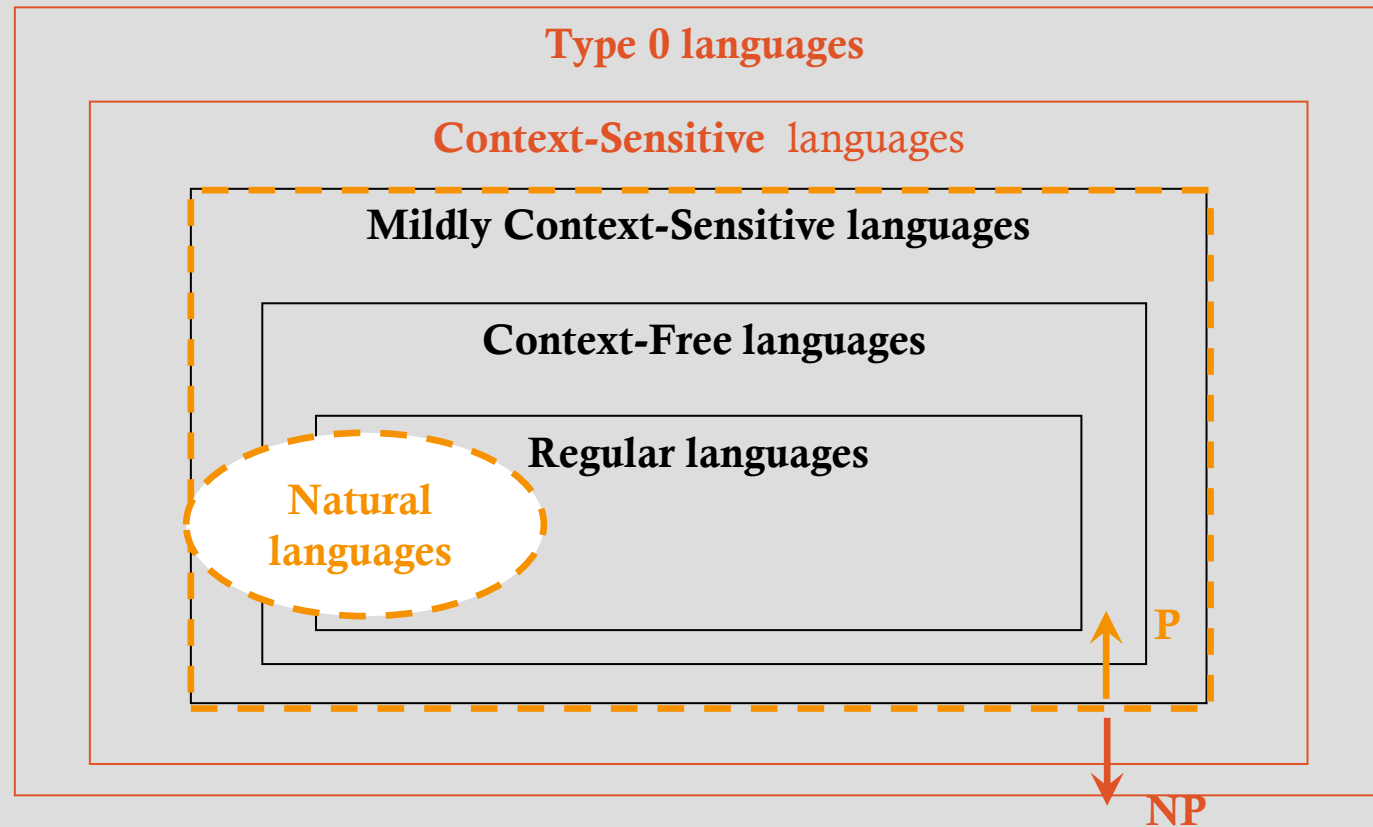 Type 0 languages
Context-Sensitive languages
Mildly Context-Sensitive languages
Context-Free languages
Regular languages
Natural
languages
P
NP